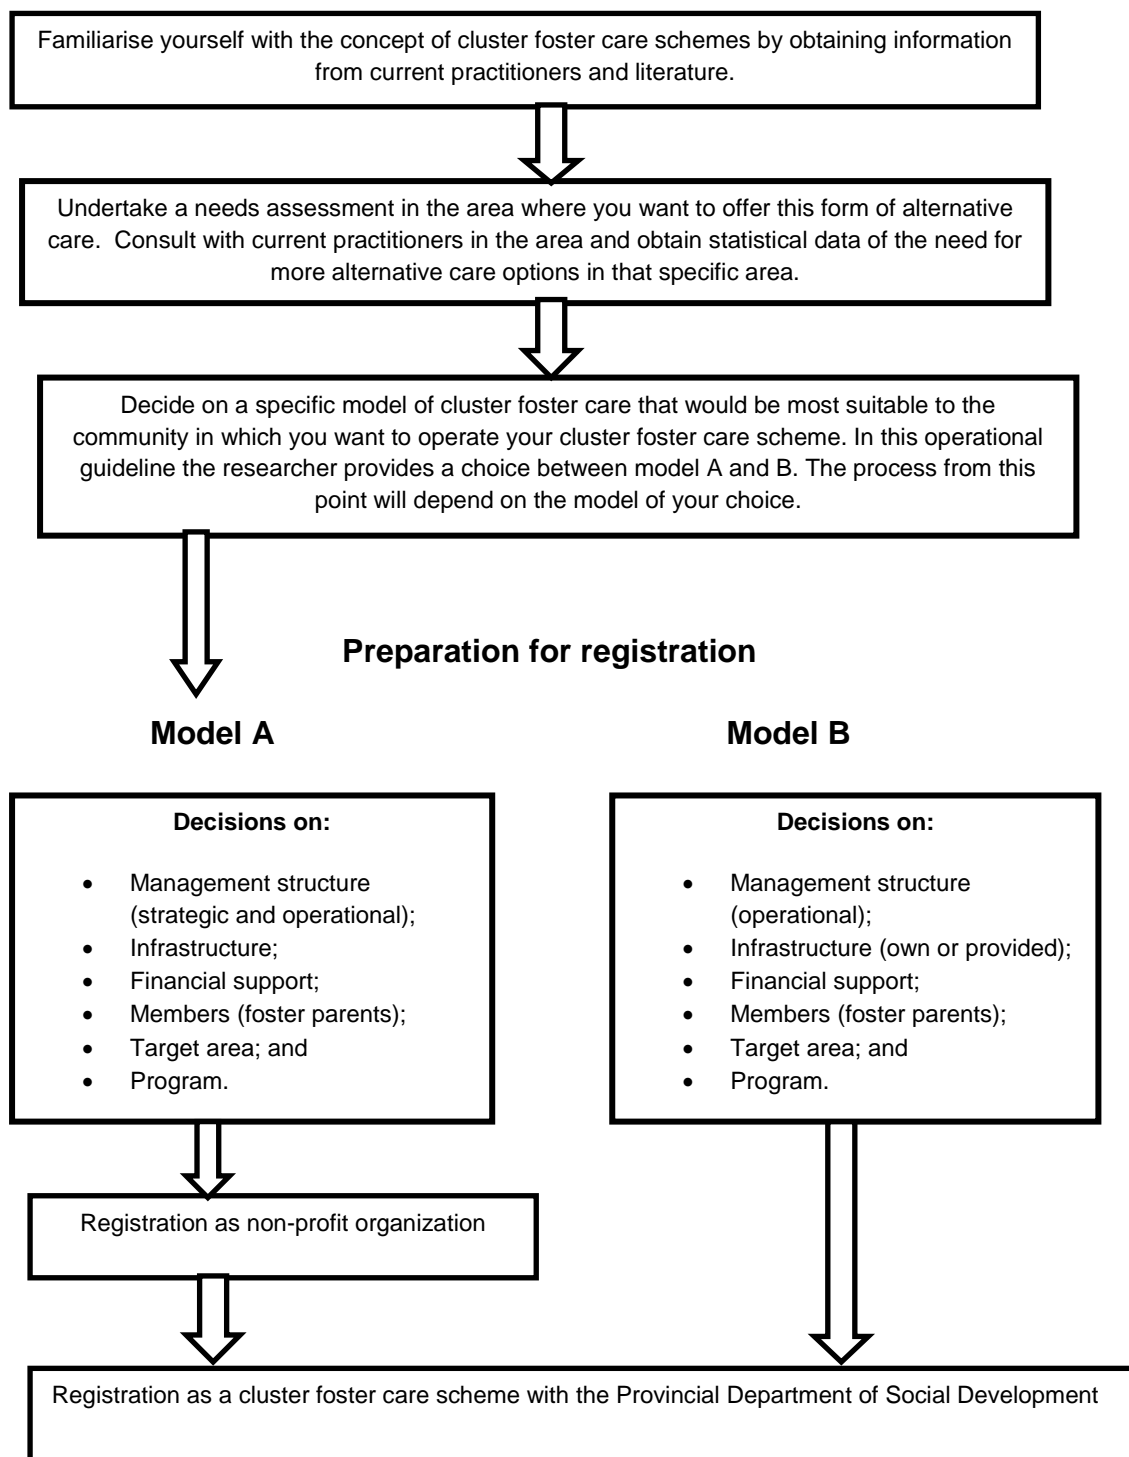 Familiarise yourself with the concept of cluster foster care schemes by obtaining information
from current practitioners and literature.
Undertake a needs assessment in the area where you want to offer this form of alternative
care.  Consult with current practitioners in the area and obtain statistical data of the need for
more alternative care options in that specific area.
Decide on a specific model of cluster foster care that would be most suitable to the
community in which you want to operate your cluster foster care scheme. In this operational
guideline the researcher provides a choice between model A and B. The process from this
point will depend on the model of your choice.
Preparation for registration
Model A
Model B
Decisions on:
• Management structure
(strategic and operational);
• Infrastructure;
• Financial support;
• Members (foster parents);
• Target area; and
• Program.
Decisions on:
• Management structure
(operational);
• Infrastructure (own or provided);
• Financial support;
• Members (foster parents);
• Target area; and
• Program.
Registration as non-profit organization
Registration as a cluster foster care scheme with the Provincial Department of Social Development